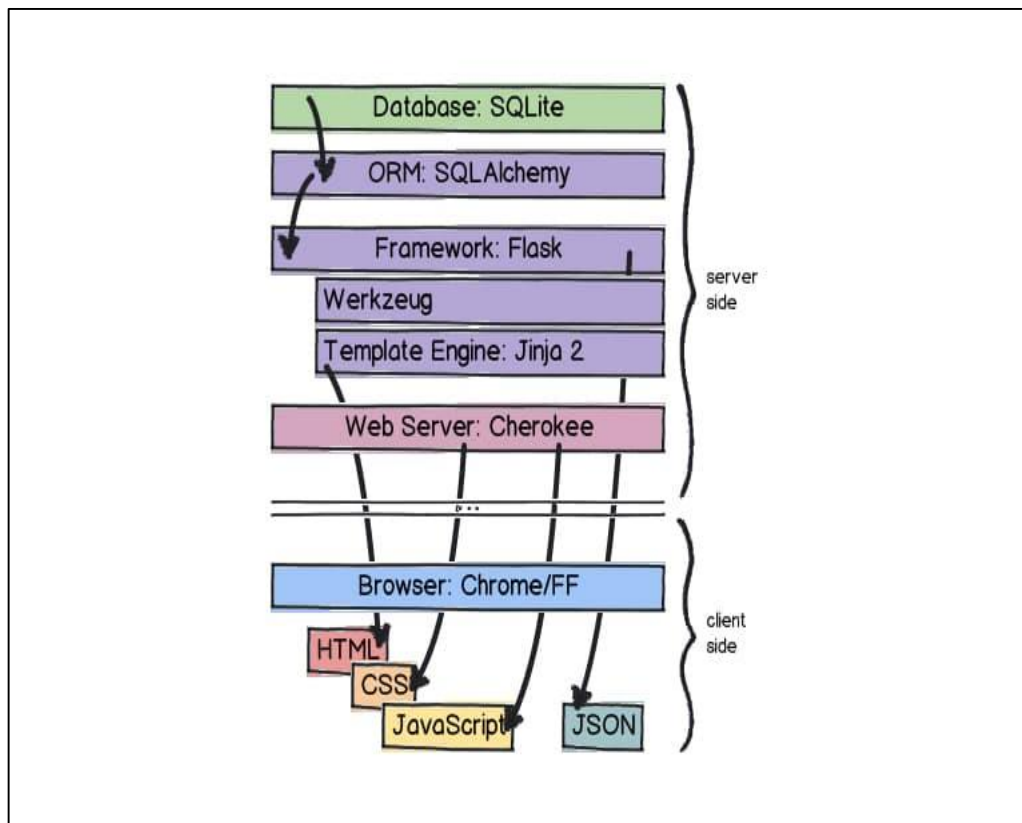 Database: SQLite
ORM: SQLAlchemy
Framework: Flask
Werkzeug
Template Engine: Jinja 2
Web Server: Cherokee
server
side
...
Browser: Chrome/FF
HTML
CSS
JavaScript
JSON
client
side